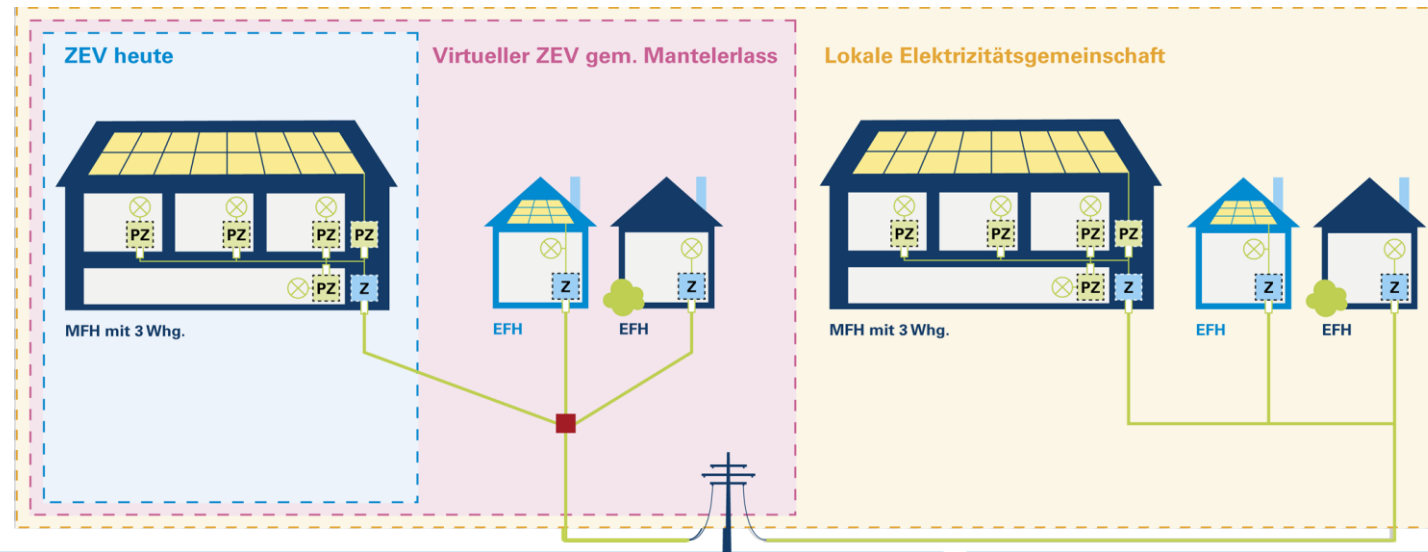 ZEV heute
Virtueller ZEV gem. Mantelerlass
Lokale Elektrizitätsgemeinschaft
PZ
PZ
PZ
PZ
PZ
Z
MFH mit 3 Whg.
Z
EFH
Z
EFH
PZ
PZ
PZ
PZ
PZ
Z
MFH mit 3 Whg.
Z
EFH
Z
EFH